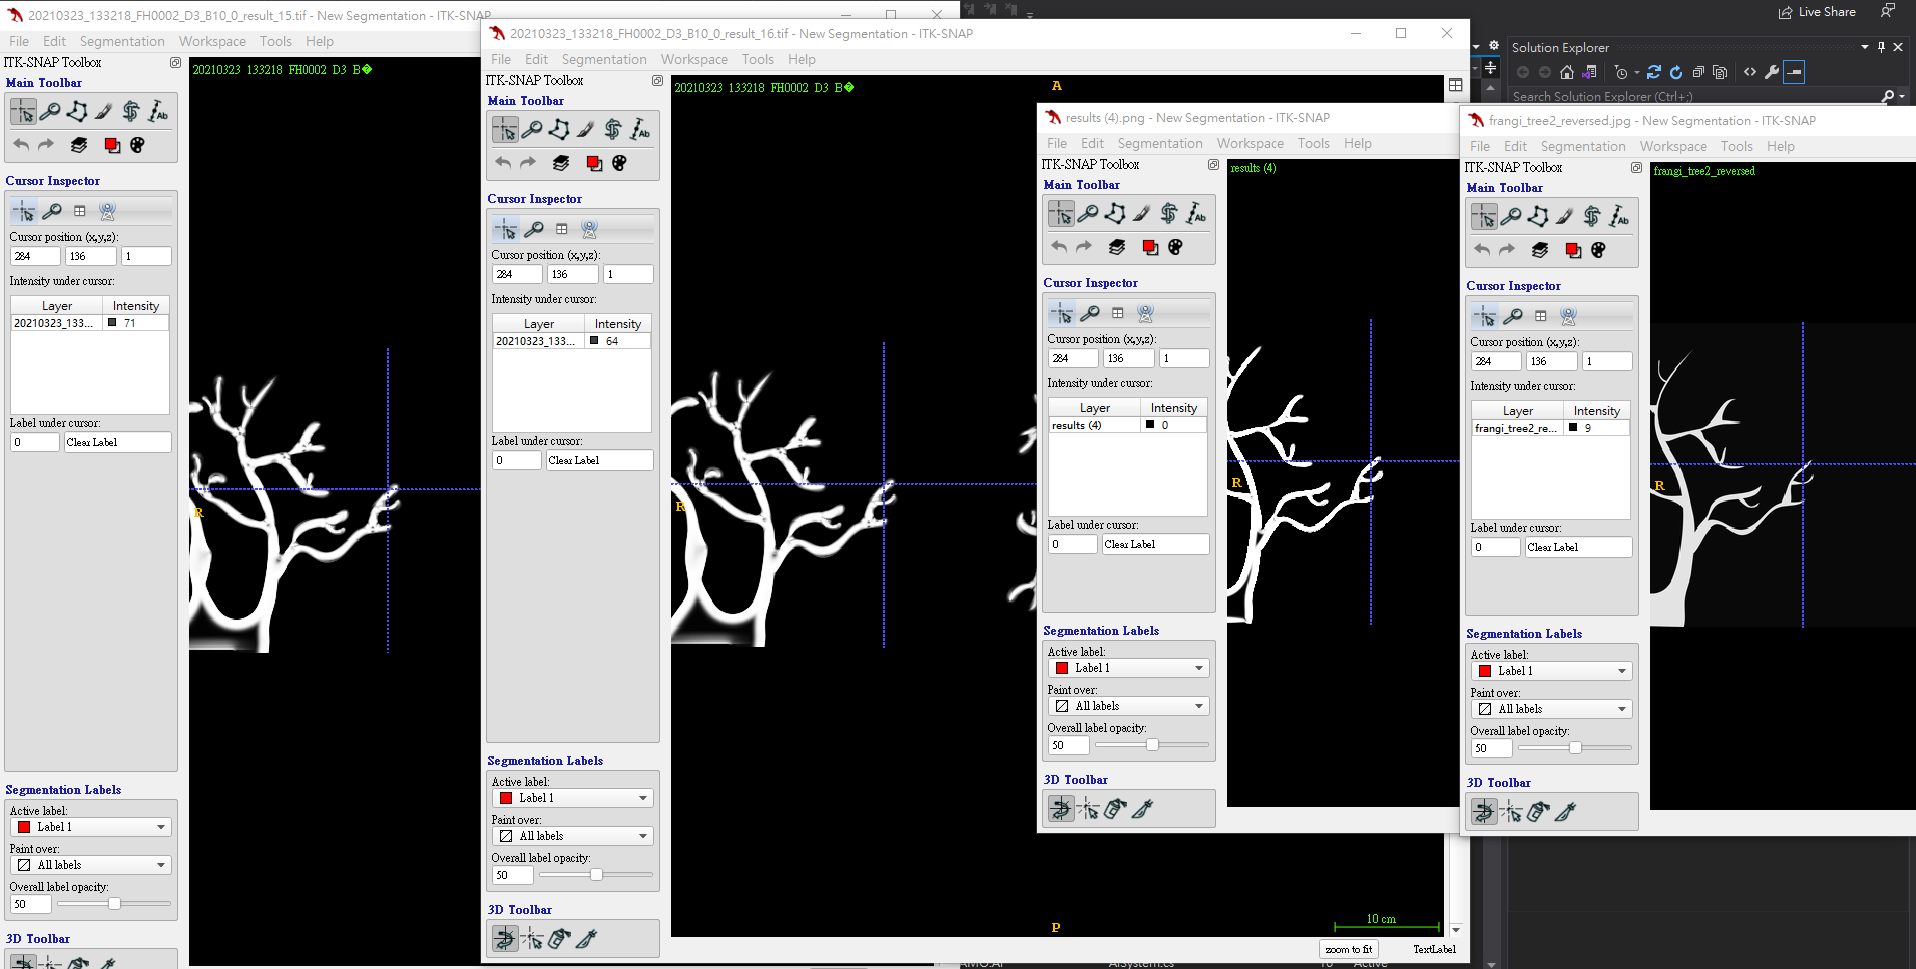 20210323_133218_FH0002_D3_B10_0_result_15.tif - New Segmentation - ITK-SNAP
File Edit Segmentation Workspace Tools Help
ITK-SNAP Toolbox
Main Toolbar
Cursor Inspector
Cursor position (x,y,z):
284 136 1
Intensity under cursor:
Layer Intensity
20210323_133... 71
Label under cursor:
0 Clear Label
Segmentation Labels
Active label:
Label 1
Paint over:
All labels
Overall label opacity:
50
3D Toolbar
20210323 133218 FH0002 D3 B�
R
20210323_133218_FH0002_D3_B10_0_result_16.tif - New Segmentation - ITK-SNAP
File Edit Segmentation Workspace Tools Help
ITK-SNAP Toolbox
Main Toolbar
Cursor Inspector
Cursor position (x,y,z):
284 136 1
Intensity under cursor:
Layer Intensity
20210323_133... 64
Label under cursor:
0 Clear Label
Segmentation Labels
Active label:
Label 1
Paint over:
All labels
Overall label opacity:
50
3D Toolbar
20210323 133218 FH0002 D3 B�
A
R
P
10 cm
zoom to fit
TextLabel
results (4).png - New Segmentation - ITK-SNAP
File Edit Segmentation Workspace Tools Help
ITK-SNAP Toolbox
Main Toolbar
Cursor Inspector
Cursor position (x,y,z):
284 136 1
Intensity under cursor:
Layer Intensity
results (4) 0
Label under cursor:
0 Clear Label
Segmentation Labels
Active label:
Label 1
Paint over:
All labels
Overall label opacity:
50
3D Toolbar
results (4)
R
Live Share
Solution Explorer
Search Solution Explorer (Ctrl+;)
frangi_tree2_reversed.jpg - New Segmentation - ITK-SNAP
File Edit Segmentation Workspace Tools Help
ITK-SNAP Toolbox
Main Toolbar
Cursor Inspector
Cursor position (x,y,z):
284 136 1
Intensity under cursor:
Layer Intensity
frangi_tree2_re... 9
Label under cursor:
0 Clear Label
Segmentation Labels
Active label:
Label 1
Paint over:
All labels
Overall label opacity:
50
3D Toolbar
frangi_tree2_reversed
R